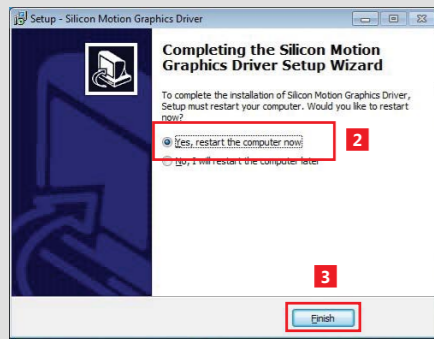 Setup - Silicon Motion Graphics Driver
Completing the Silicon Motion
Graphics Driver Setup Wizard
To complete the installation of Silicon Motion Graphics Driver,
Setup must restart your computer. Would you like to restart
now?
Yes, restart the computer now
2
No, I will restart the computer later
3
Finish